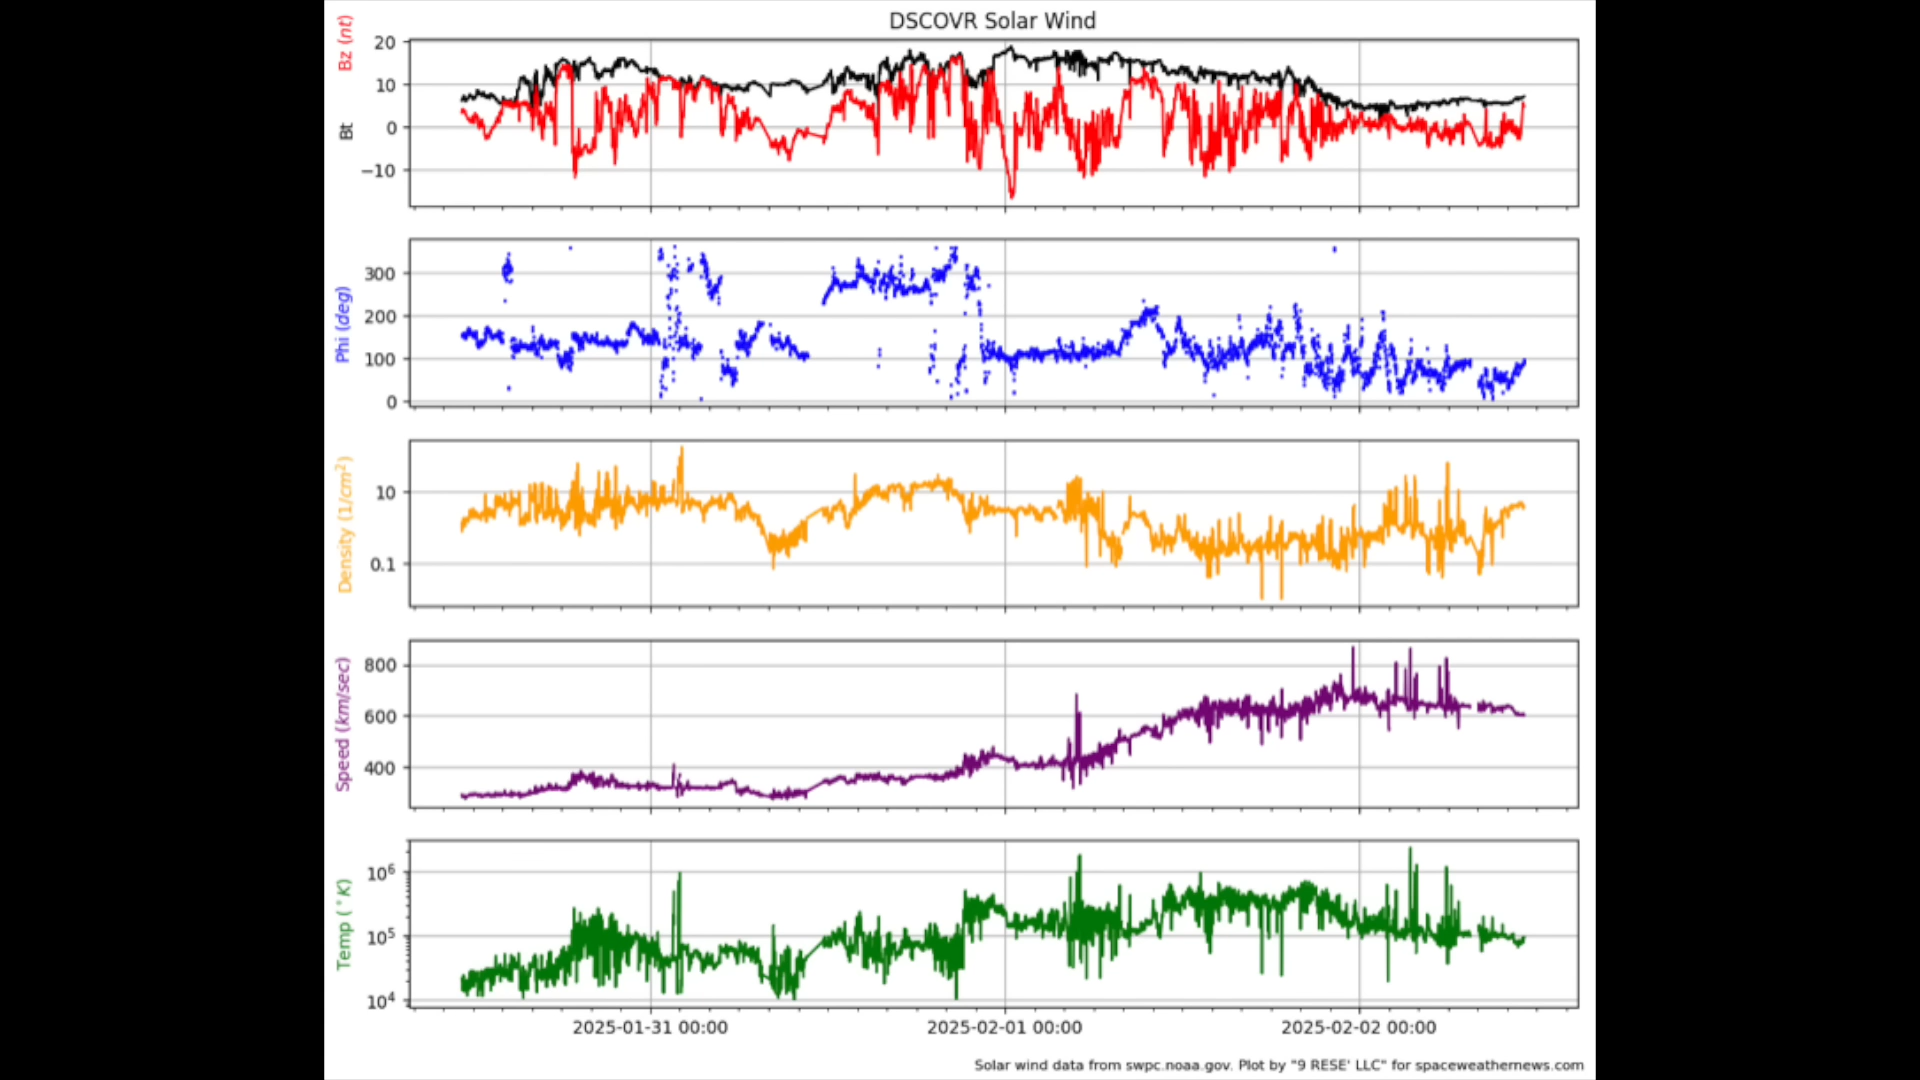 DSCOVR Solar Wind
Bz (nt)
Bt
20
10
0
−10
Phi (deg)
300
200
100
0
Density (1/cm²)
10
0.1
Speed (km/sec)
800
600
400
Temp (°K)
10⁶
10⁵
10⁴
2025-01-31 00:00 2025-02-01 00:00 2025-02-02 00:00
Solar wind data from swpc.noaa.gov. Plot by "9 RESE' LLC" for spaceweathernews.com